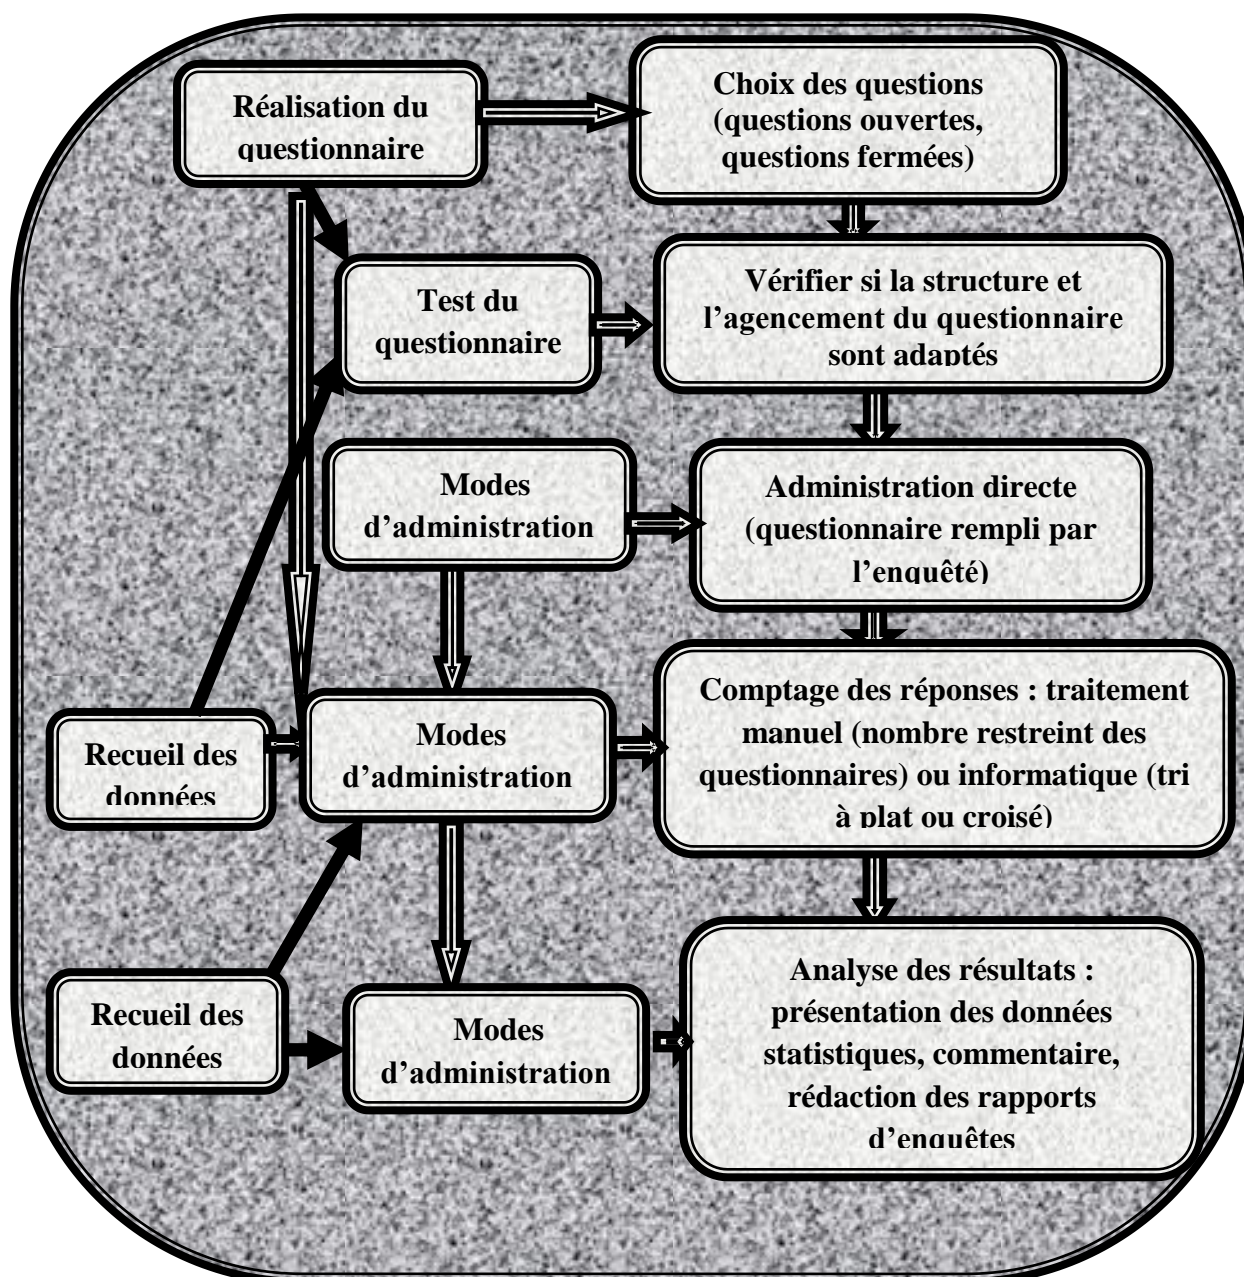 Réalisation du
questionnaire
Choix des questions
(questions ouvertes,
questions fermées)
Test du
questionnaire
Vérifier si la structure et
l’agencement du questionnaire
sont adaptés
Modes
d’administration
Administration directe
(questionnaire rempli par
l’enquêté)
Recueil des
données
Modes
d’administration
Comptage des réponses : traitement
manuel (nombre restreint des
questionnaires) ou informatique (tri
à plat ou croisé)
Recueil des
données
Modes
d’administration
Analyse des résultats :
présentation des données
statistiques, commentaire,
rédaction des rapports
d’enquêtes